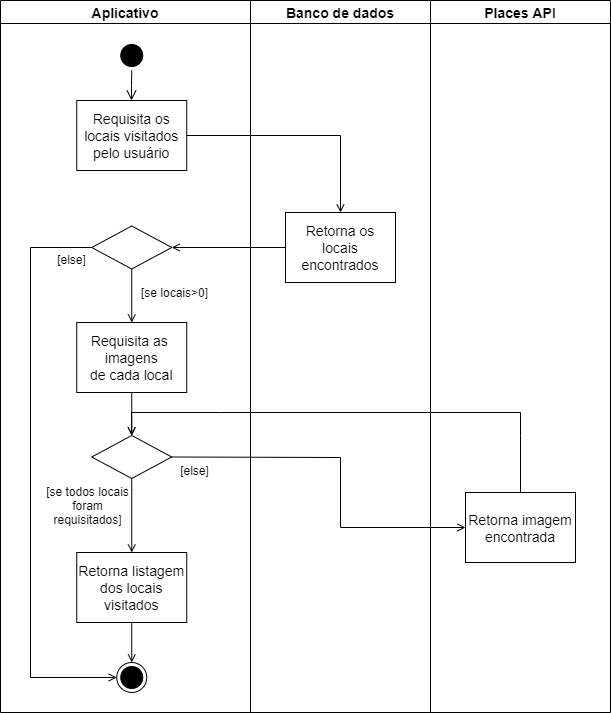 Aplicativo
Banco de dados
Places API
Requisita os
locais visitados
pelo usuário
Retorna os
locais
encontrados
[else]
[se locais>0]
Requisita as
imagens
de cada local
[else]
[se todos locais
foram
requisitados]
Retorna imagem
encontrada
Retorna listagem
dos locais
visitados